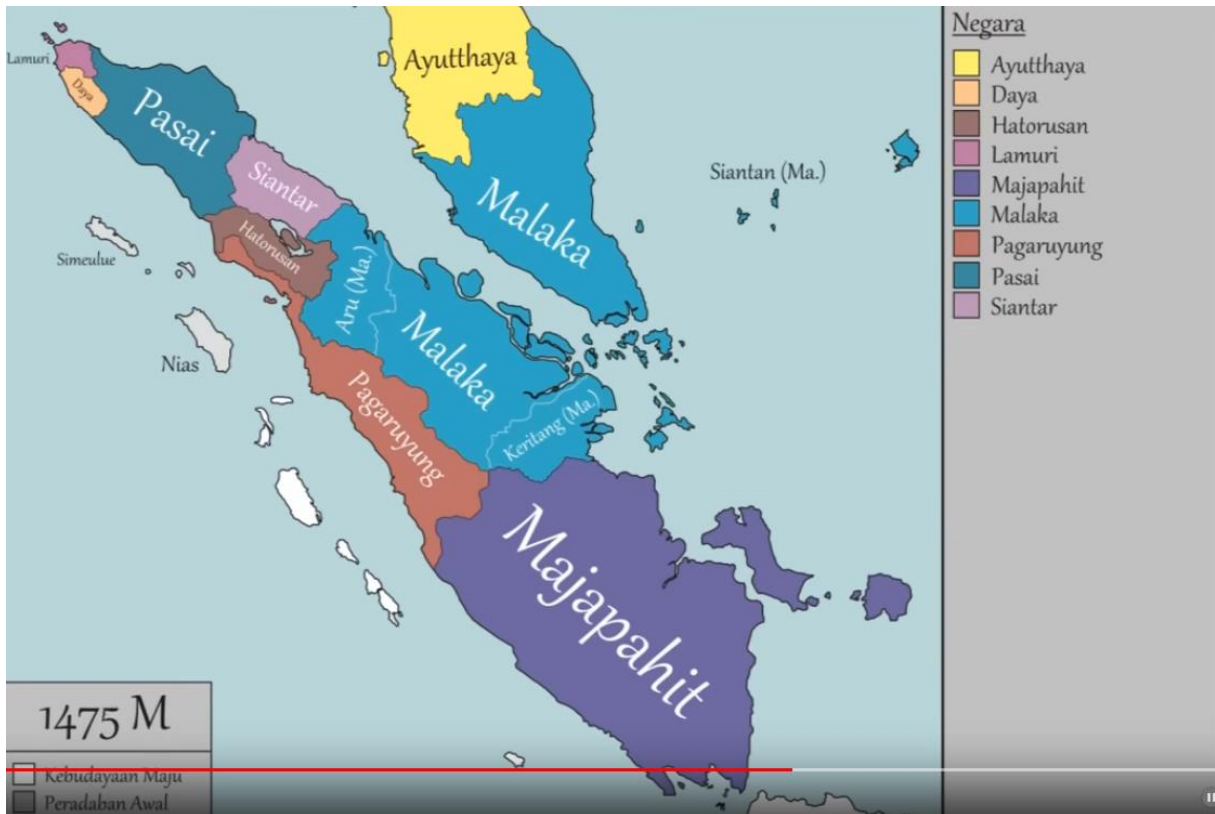 Negara
Ayutthaya
Daya
Hatorusan
Lamuri
Majapahit
Malaka
Pagaruyung
Pasai
Siantar
Ayutthaya
Lamuri
Daya
Pasai
Siantar
Siantan (Ma.)
Malaka
Hatorusan
Simeulue
Aru (Ma.)
Malaka
Nias
Pagaruyung
Keritang (Ma.)
Majapahit
1475 M
Kebudayaan Maju
Peradaban Awal